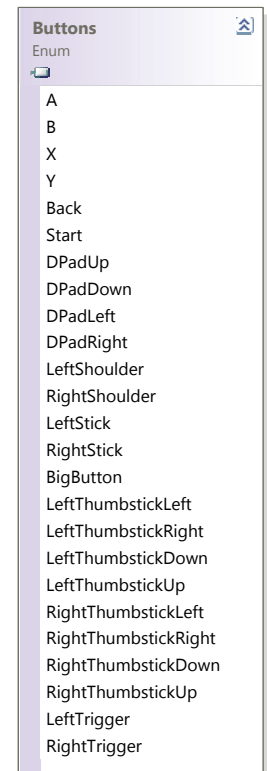 Buttons
Enum
A
B
X
Y
Back
Start
DPadUp
DPadDown
DPadLeft
DPadRight
LeftShoulder
RightShoulder
LeftStick
RightStick
BigButton
LeftThumbstickLeft
LeftThumbstickRight
LeftThumbstickDown
LeftThumbstickUp
RightThumbstickLeft
RightThumbstickRight
RightThumbstickDown
RightThumbstickUp
LeftTrigger
RightTrigger